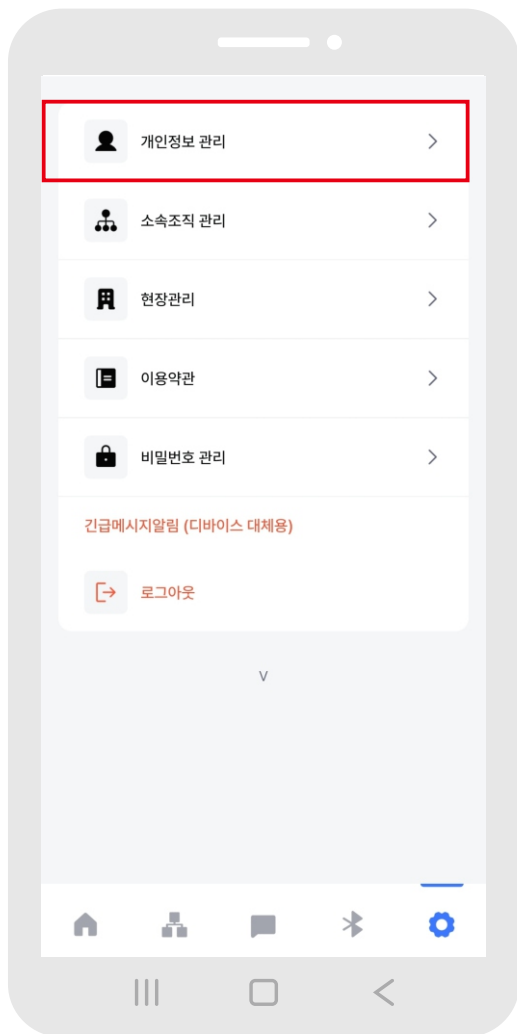 개인정보 관리
소속조직 관리
현장관리
이용약관
비밀번호 관리
긴급메시지알림 (디바이스 대체용)
로그아웃
v